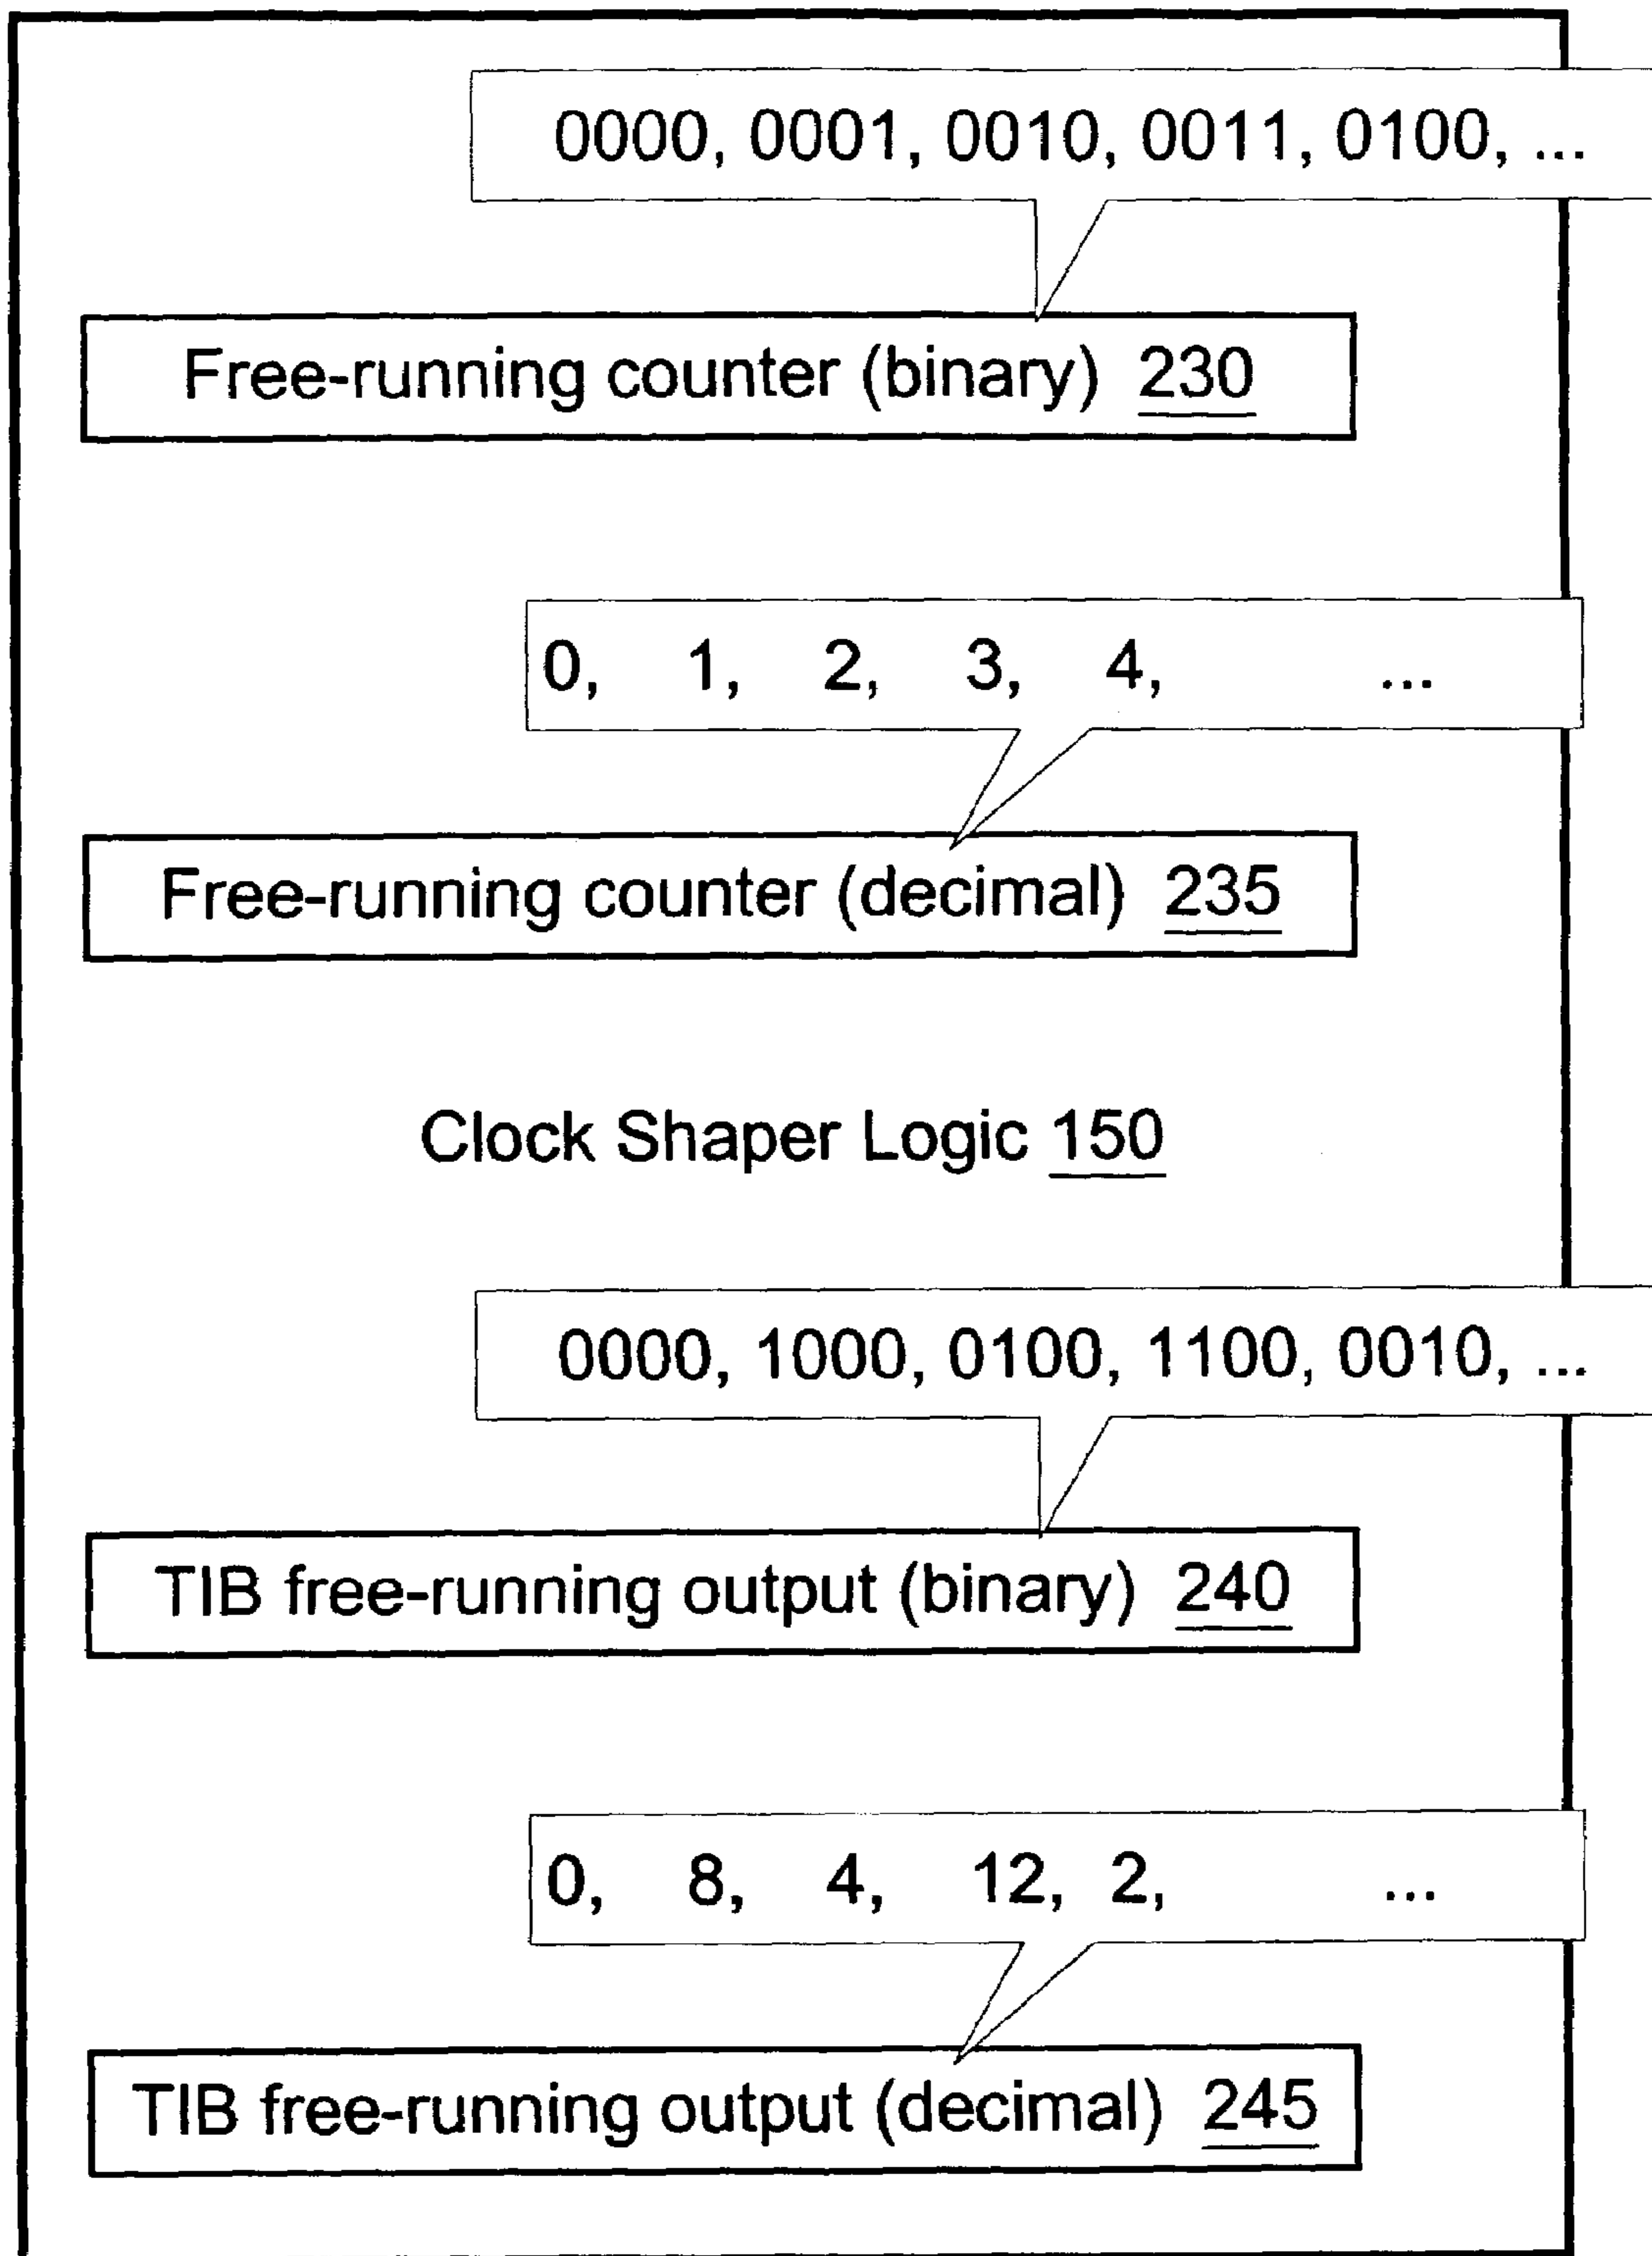 0000, 0001, 0010, 0011, 0100, ...
Free-running counter (binary) 230
0, 1, 2, 3, 4, ...
Free-running counter (decimal) 235
Clock Shaper Logic 150
0000, 1000, 0100, 1100, 0010, ...
TIB free-running output (binary) 240
0, 8, 4, 12, 2, ...
TIB free-running output (decimal) 245